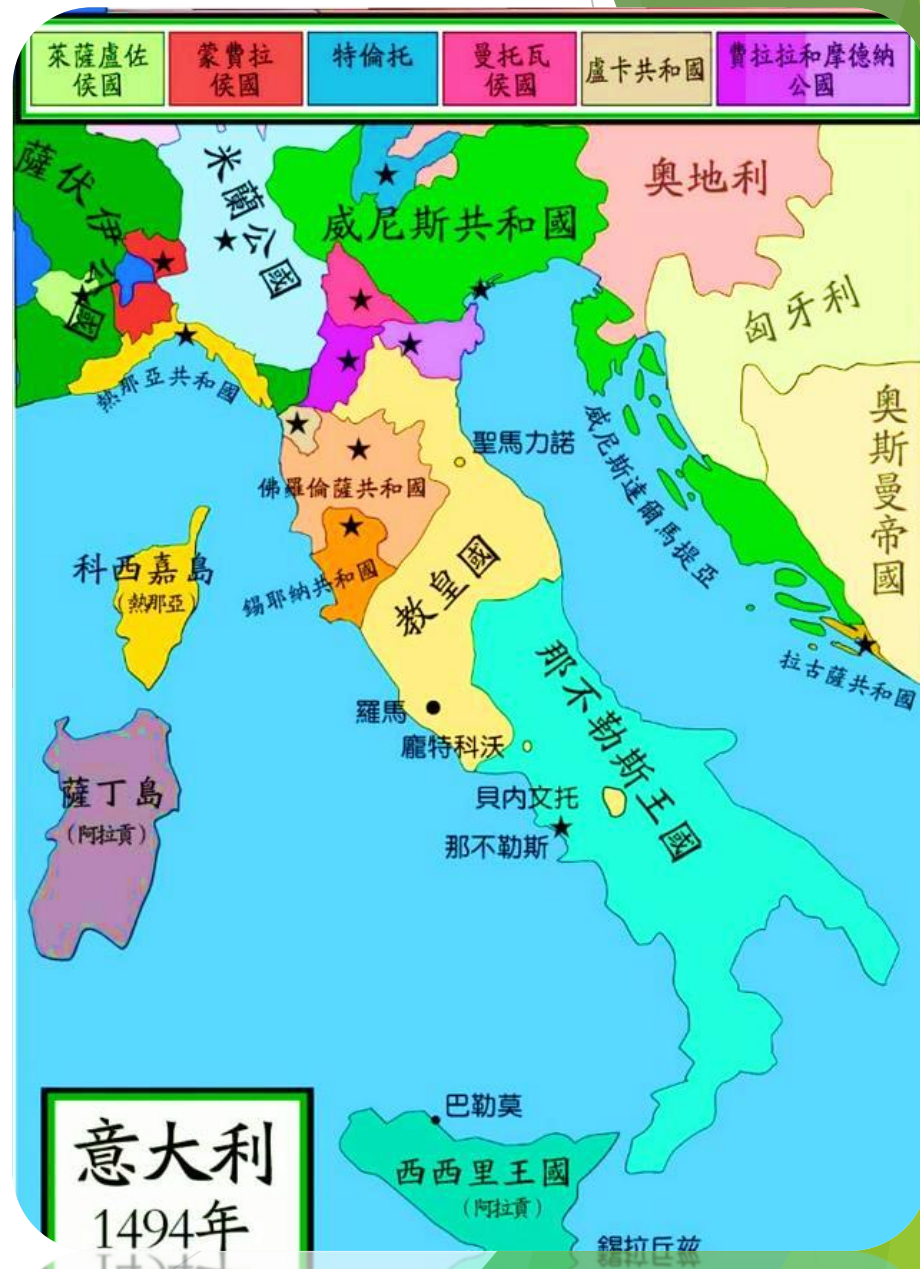 萊薩盧佐
侯國
蒙費拉
侯國
特倫托
曼托瓦
侯國
盧卡共和國
費拉拉和摩德納
公國
薩伏伊公國
米蘭公國
威尼斯共和國
奧地利
匈牙利
熱那亞共和國
奧斯曼帝國
聖馬力諾
威尼斯達爾馬提亞
佛羅倫薩共和國
科西嘉島
（熱那亞）
錫耶納共和國
教皇國
拉古薩共和國
那不勒斯王國
羅馬
龐特科沃
薩丁島
（阿拉貢）
貝內文托
那不勒斯
巴勒莫
西西里王國
（阿拉貢）
錫拉丘茲
意大利
1494年